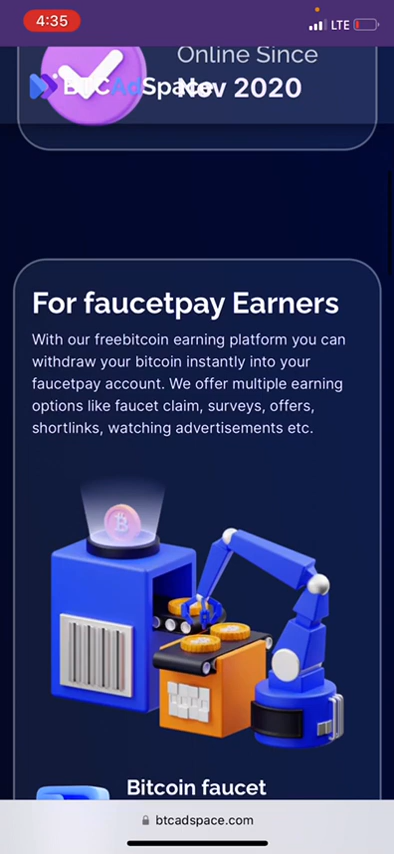 4:35
LTE
Online Since
BTCAdSpace
Nov 2020
For faucetpay Earners
With our freebitcoin earning platform you can
withdraw your bitcoin instantly into your
faucetpay account. We offer multiple earning
options like faucet claim, surveys, offers,
shortlinks, watching advertisements etc.
Bitcoin faucet
btcadspace.com